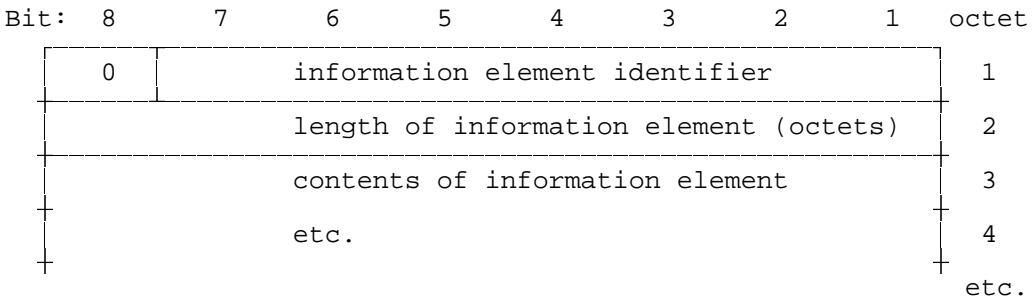 Bit: 8 7 6 5 4 3 2 1 octet
0 information element identifier 1
length of information element (octets) 2
contents of information element 3
etc. 4
etc.